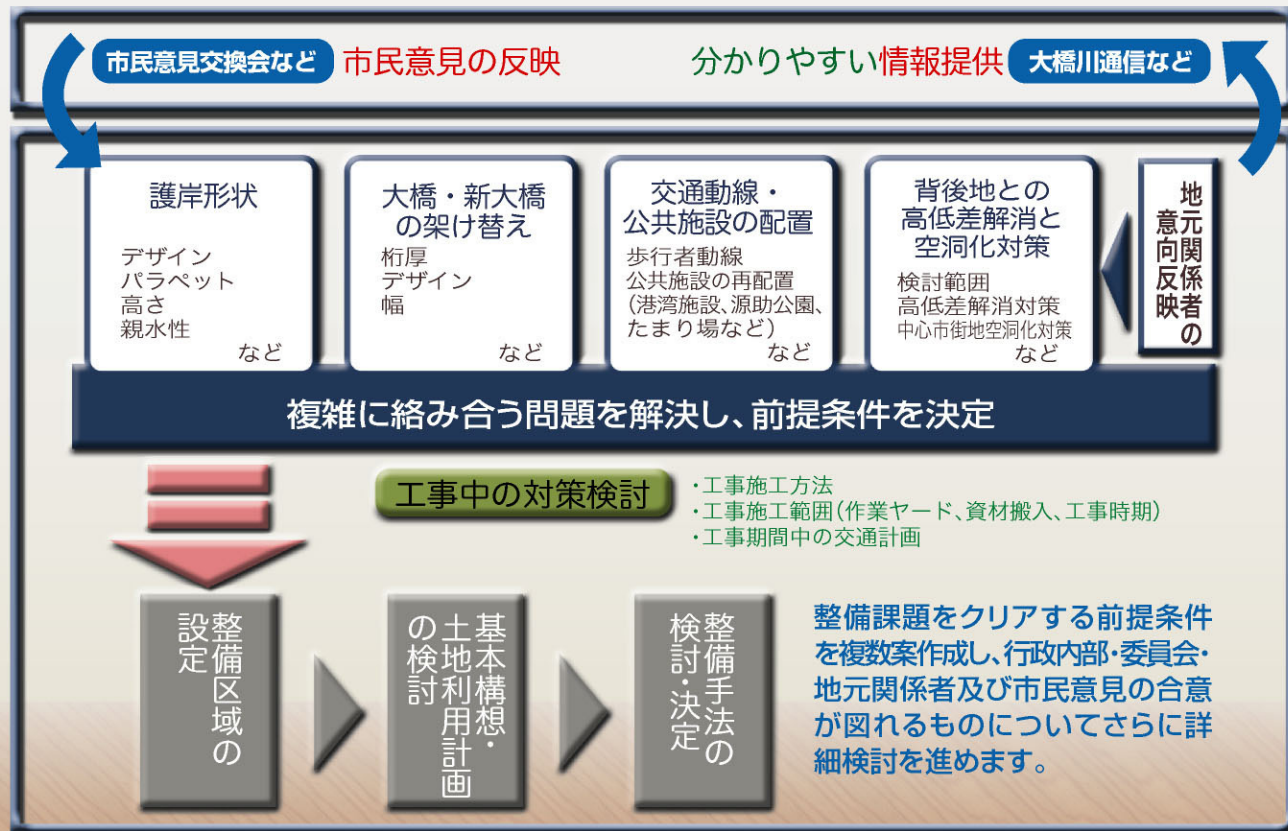 市民意見交換会など 市民意見の反映
分かりやすい情報提供 大橋川通信など
護岸形状
デザイン
パラペット
高さ
親水性
など
大橋・新大橋
の架け替え
桁厚
デザイン
幅
など
交通動線・
公共施設の配置
歩行者動線
公共施設の再配置
(港湾施設、源助公園、
たまり場など)
など
背後地との
高低差解消と
空洞化対策
検討範囲
高低差解消対策
中心市街地空洞化対策
など
地元関係者の
意向反映
複雑に絡み合う問題を解決し、前提条件を決定
工事中の対策検討
・工事施工方法
・工事施工範囲(作業ヤード、資材搬入、工事時期)
・工事期間中の交通計画
整備区域の
設定
基本構想・
土地利用計画
の検討
整備手法の
検討・決定
整備課題をクリアする前提条件
を複数案作成し、行政内部・委員会・
地元関係者及び市民意見の合意
が図れるものについてさらに詳
細検討を進めます。